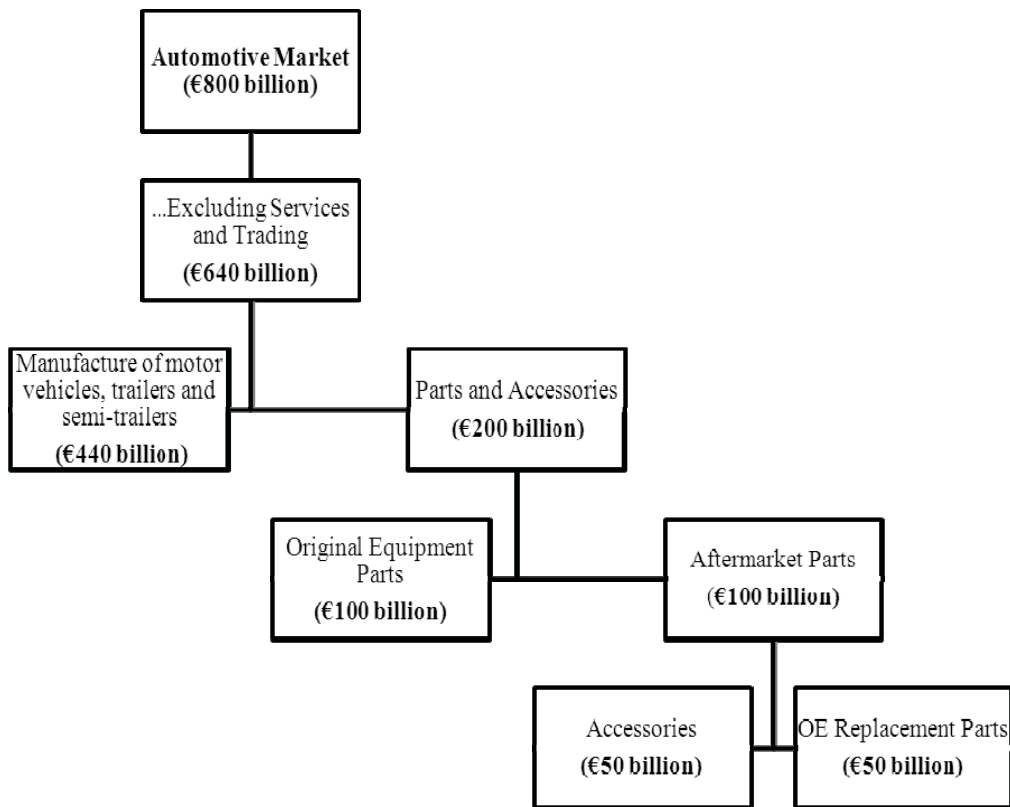 Automotive Market
(€800 billion)
...Excluding Services
and Trading
(€640 billion)
Manufacture of motor
vehicles, trailers and
semi-trailers
(€440 billion)
Parts and Accessories
(€200 billion)
Original Equipment
Parts
(€100 billion)
Aftermarket Parts
(€100 billion)
Accessories
(€50 billion)
OE Replacement Parts
(€50 billion)